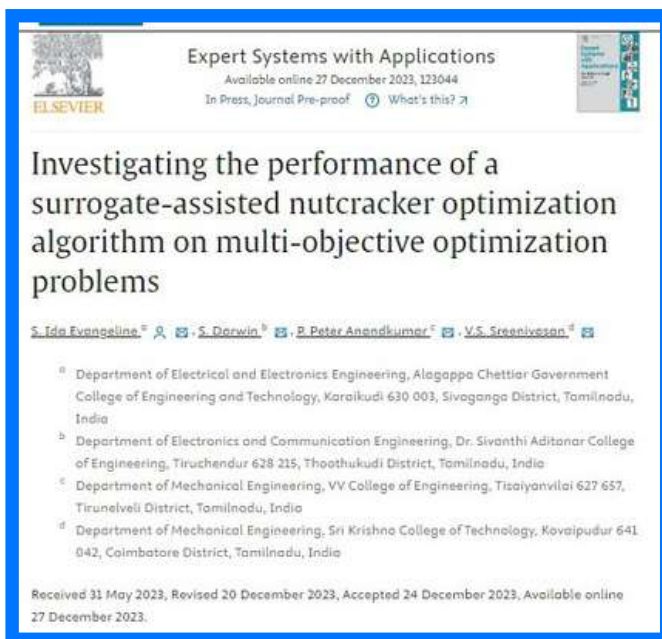 Expert Systems with Applications
Available online 27 December 2023, 123044
In Press, Journal Pre-proof ? What's this? ↗
ELSEVIER
Expert
Systems
with
Applications
Investigating the performance of a
surrogate-assisted nutcracker optimization
algorithm on multi-objective optimization
problems
S. Ida Evangeline a, S. Darwin b, P. Peter Anandkumar c, V.S. Sreenivasan d
a Department of Electrical and Electronics Engineering, Alagappa Chettiar Government
College of Engineering and Technology, Karaikudi 630 003, Sivaganga District, Tamilnadu,
India
b Department of Electronics and Communication Engineering, Dr. Sivanthi Aditanar College
of Engineering, Tiruchendur 628 215, Thoothukudi District, Tamilnadu, India
c Department of Mechanical Engineering, VV College of Engineering, Tisaiyanvilai 627 657,
Tirunelveli District, Tamilnadu, India
d Department of Mechanical Engineering, Sri Krishna College of Technology, Kovaipudur 641
042, Coimbatore District, Tamilnadu, India
Received 31 May 2023, Revised 20 December 2023, Accepted 24 December 2023, Available online
27 December 2023.